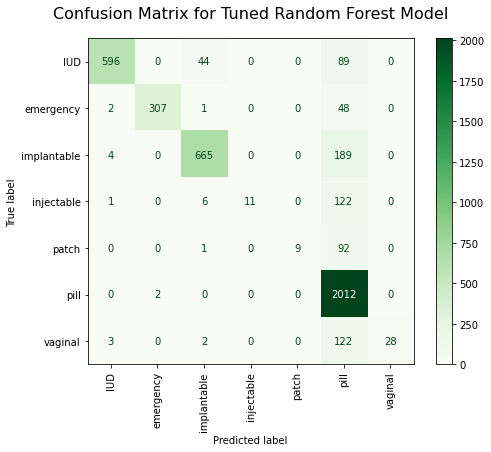 Confusion Matrix for Tuned Random Forest Model
True label
IUD 596 0 44 0 0 89 0
emergency 2 307 1 0 0 48 0
implantable 4 0 665 0 0 189 0
injectable 1 0 6 11 0 122 0
patch 0 0 1 0 9 92 0
pill 0 2 0 0 0 2012 0
vaginal 3 0 2 0 0 122 28
IUD emergency implantable injectable patch pill vaginal
Predicted label
2000
1750
1500
1250
1000
750
500
250
0